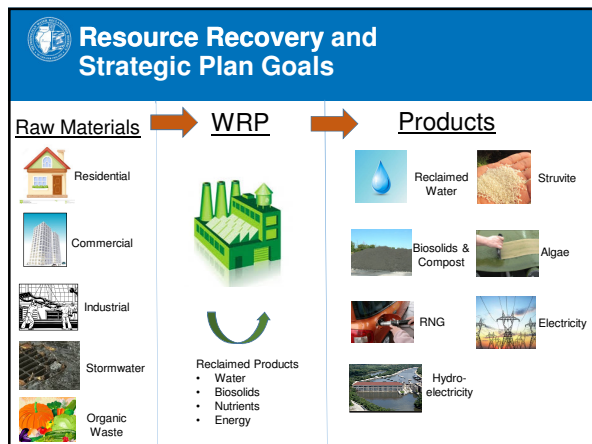 Resource Recovery and
Strategic Plan Goals
Raw Materials
WRP
Products
Residential
Commercial
Industrial
Stormwater
Organic
Waste
Reclaimed Products
• Water
• Biosolids
• Nutrients
• Energy
Reclaimed
Water
Struvite
Biosolids &
Compost
Algae
RNG
Electricity
Hydro-
electricity